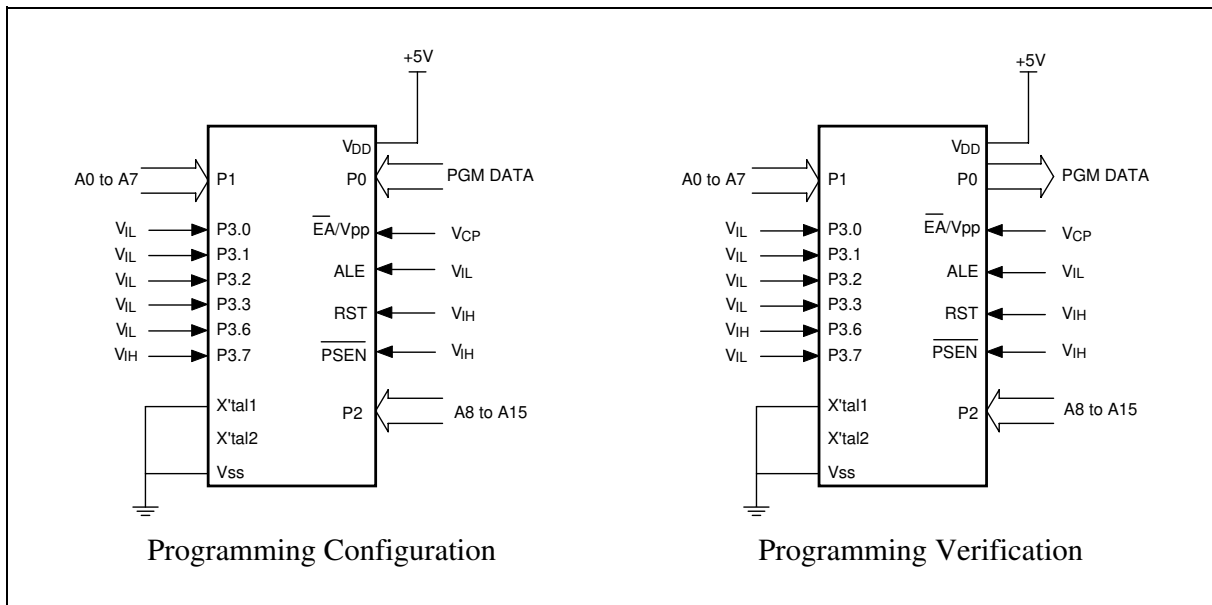 +5V
VDD
A0 to A7
P1
P0
PGM DATA
VIL
P3.0
EA/Vpp
VCP
VIL
P3.1
VIL
P3.2
ALE
VIL
VIL
P3.3
RST
VIH
VIL
P3.6
VIH
P3.7
PSEN
VIH
X'tal1
P2
A8 to A15
X'tal2
Vss
Programming Configuration
+5V
VDD
A0 to A7
P1
P0
PGM DATA
VIL
P3.0
EA/Vpp
VCP
VIL
P3.1
VIL
P3.2
ALE
VIL
VIL
P3.3
RST
VIH
VIH
P3.6
VIL
P3.7
PSEN
VIH
X'tal1
P2
A8 to A15
X'tal2
Vss
Programming Verification